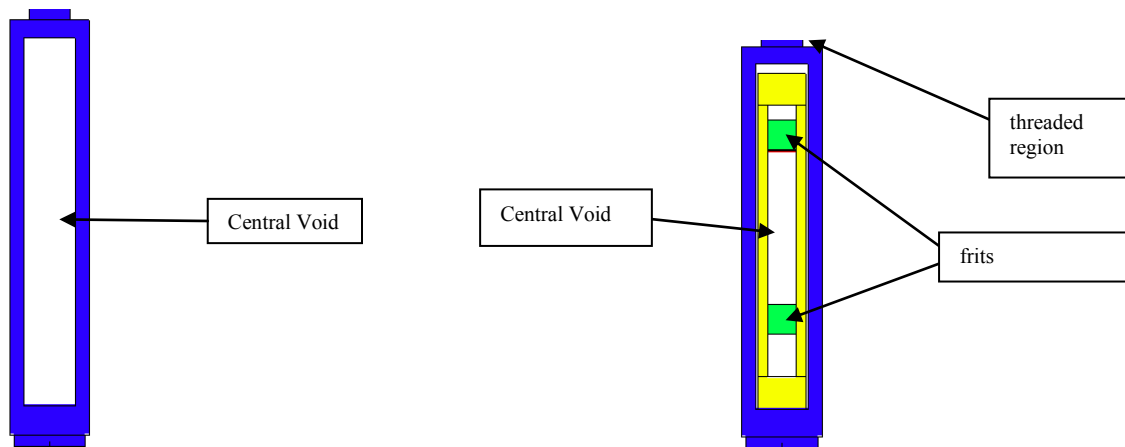 threaded
region
Central Void
Central Void
frits